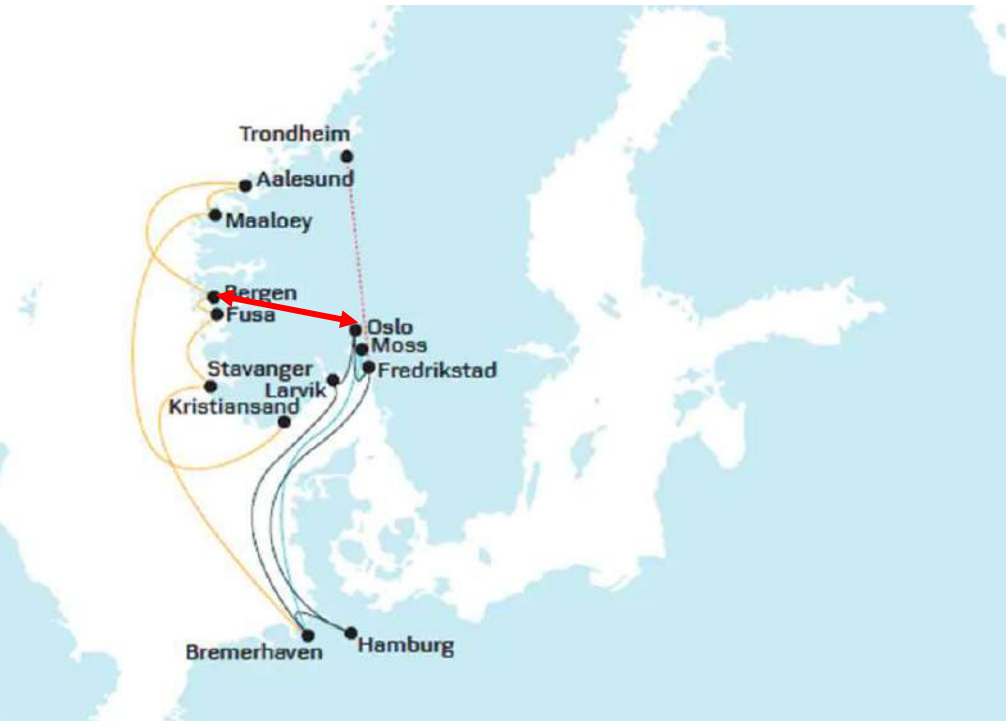 Trondheim
Aalesund
Maaloey
Bergen
Fusa
Oslo
Moss
Stavanger
Fredrikstad
Larvik
Kristiansand
Bremerhaven
Hamburg